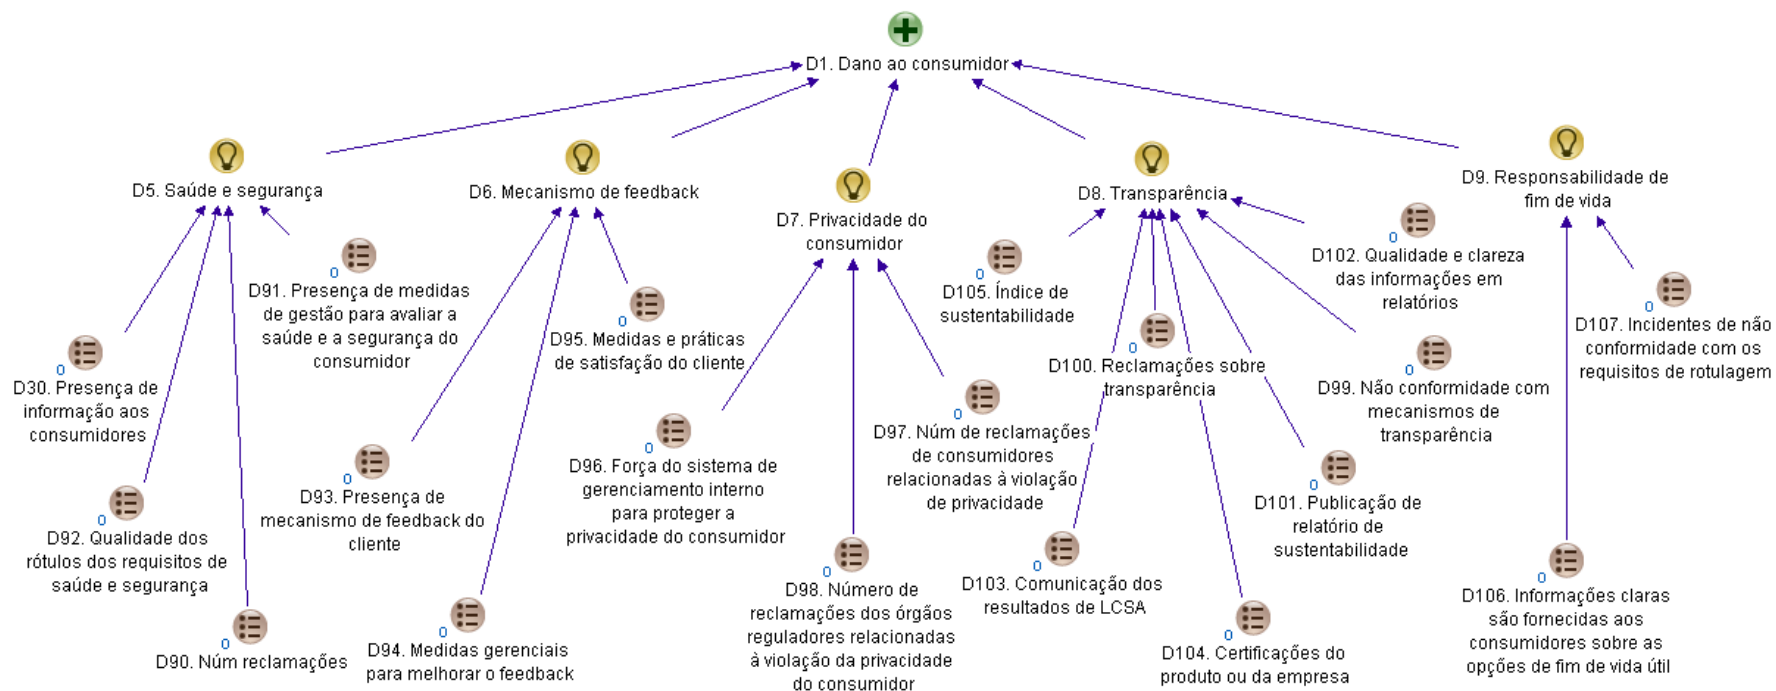 D1. Dano ao consumidor
D5. Saúde e segurança
D6. Mecanismo de feedback
D7. Privacidade do
consumidor
D8. Transparência
D9. Responsabilidade de
fim de vida
0
D30. Presença de
informação aos
consumidores
0
D92. Qualidade dos
rótulos dos requisitos de
saúde e segurança
0
D90. Núm reclamações
0
D91. Presença de medidas
de gestão para avaliar a
saúde e a segurança do
consumidor
0
D93. Presença de
mecanismo de feedback do
cliente
0
D94. Medidas gerenciais
para melhorar o feedback
0
D95. Medidas e práticas
de satisfação do cliente
0
D96. Força do sistema de
gerenciamento interno
para proteger a
privacidade do consumidor
0
D98. Número de
reclamações dos órgãos
reguladores relacionadas
à violação da privacidade
do consumidor
0
D97. Núm de reclamações
de consumidores
relacionadas à violação
de privacidade
0
D105. Índice de
sustentabilidade
0
D103. Comunicação dos
resultados de LCSA
0
D100. Reclamações sobre
transparência
0
D104. Certificações do
produto ou da empresa
0
D101. Publicação de
relatório de
sustentabilidade
0
D99. Não conformidade com
mecanismos de
transparência
0
D102. Qualidade e clareza
das informações em
relatórios
0
D106. Informações claras
são fornecidas aos
consumidores sobre as
opções de fim de vida útil
0
D107. Incidentes de não
conformidade com os
requisitos de rotulagem